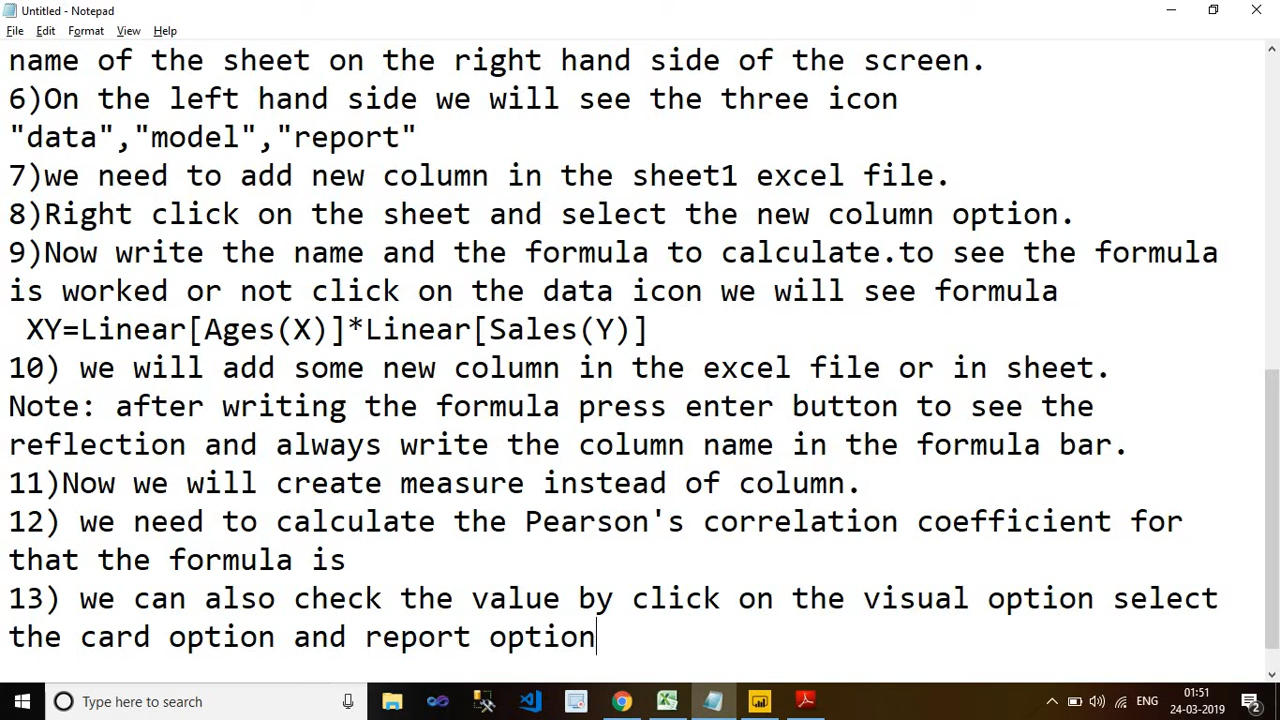 Untitled - Notepad
File Edit Format View Help
name of the sheet on the right hand side of the screen.
6)On the left hand side we will see the three icon
"data","model","report"
7)we need to add new column in the sheet1 excel file.
8)Right click on the sheet and select the new column option.
9)Now write the name and the formula to calculate.to see the formula
is worked or not click on the data icon we will see formula
XY=Linear[Ages(X)]*Linear[Sales(Y)]
10) we will add some new column in the excel file or in sheet.
Note: after writing the formula press enter button to see the
reflection and always write the column name in the formula bar.
11)Now we will create measure instead of column.
12) we need to calculate the Pearson's correlation coefficient for
that the formula is
13) we can also check the value by click on the visual option select
the card option and report option
Type here to search
ENG
01:51
24-03-2019
2